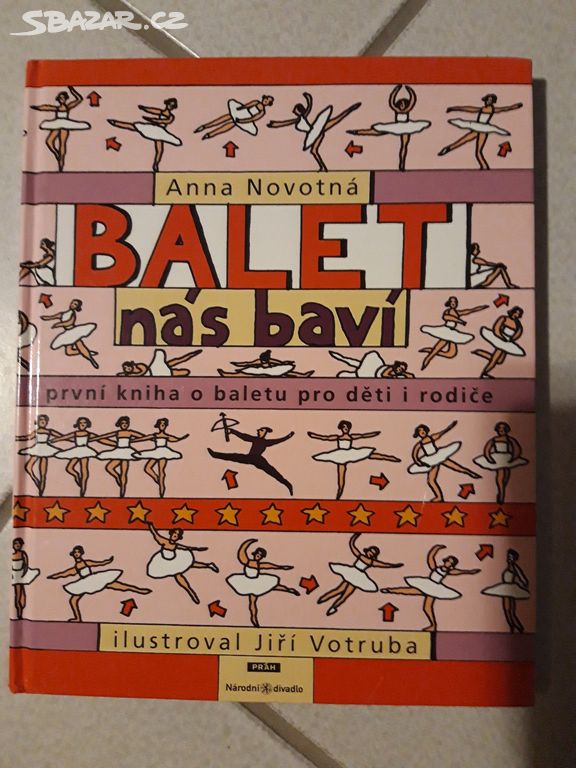 SBAZAR.CZ
Anna Novotná
BALET
nás baví
první kniha o baletu pro děti i rodiče
ilustroval Jiří Votruba
PRÁH
Národní divadlo